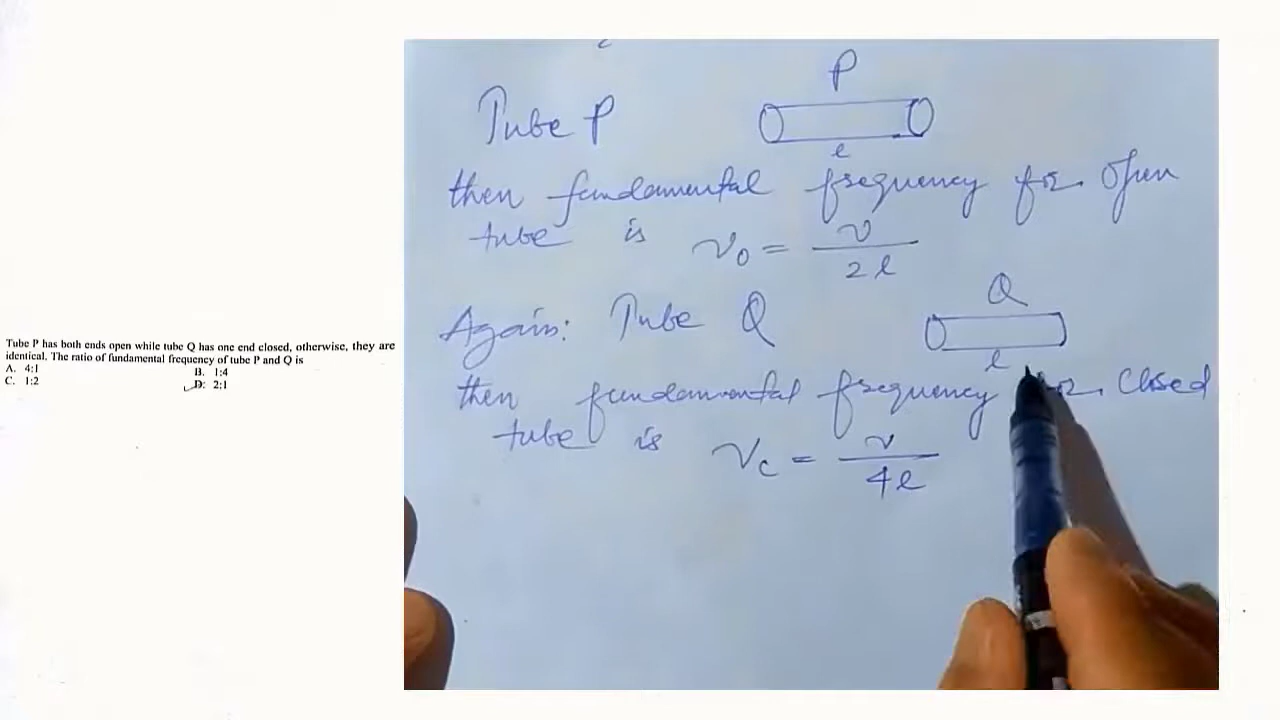 Tube P has both ends open while tube Q has one end closed, otherwise, they are
identical. The ratio of fundamental frequency of tube P and Q is
A. 4:1 B. 1:4
C. 1:2 D: 2:1
P
Tube P
l
then fundamental frequency for open
tube is ν₀ = v / 2l
Q
Again: Tube Q
l
then fundamental frequency for closed
tube is νc = v / 4l